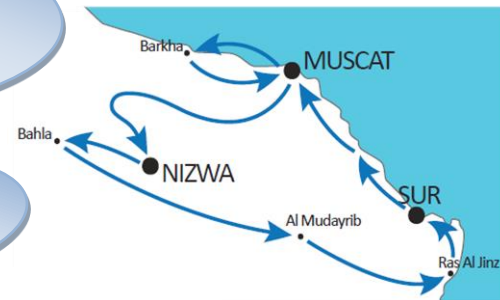 Barkha
MUSCAT
Bahla
NIZWA
SUR
Al Mudayrib
Ras Al Jinz